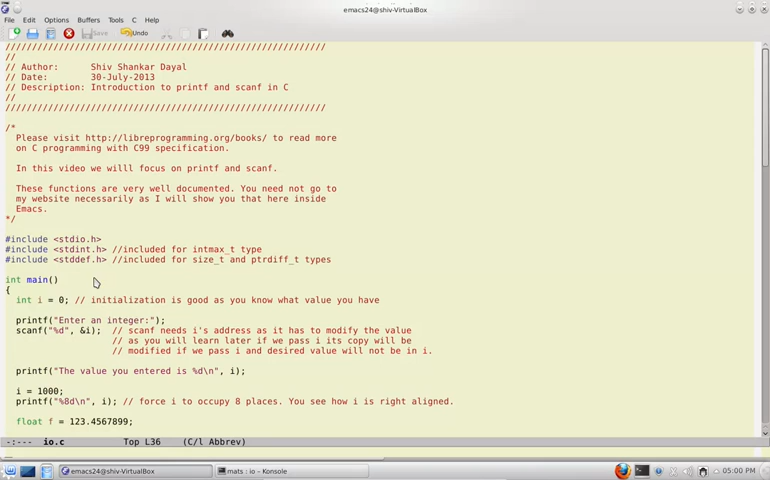 emacs24@shiv-VirtualBox
File Edit Options Buffers Tools C Help
Save Undo
////////////////////////////////////////////////////////////
//
// Author: Shiv Shankar Dayal
// Date: 30-July-2013
// Description: Introduction to printf and scanf in C
//
////////////////////////////////////////////////////////////
/*
Please visit http://libreprogramming.org/books/ to read more
on C programming with C99 specification.
In this video we willl focus on printf and scanf.
These functions are very well documented. You need not go to
my website necessarily as I will show you that here inside
Emacs.
*/
#include <stdio.h>
#include <stdint.h> //included for intmax_t type
#include <stddef.h> //included for size_t and ptrdiff_t types
int main()
{
int i = 0; // initialization is good as you know what value you have
printf("Enter an integer:");
scanf("%d", &i); // scanf needs i's address as it has to modify the value
// as you will learn later if we pass i its copy will be
// modified if we pass i and desired value will not be in i.
printf("The value you entered is %d\n", i);
i = 1000;
printf("%8d\n", i); // force i to occupy 8 places. You see how i is right aligned.
float f = 123.4567899;
-:--- io.c Top L36 (C/l Abbrev)
emacs24@shiv-VirtualBox mats : io – Konsole 05:00 PM